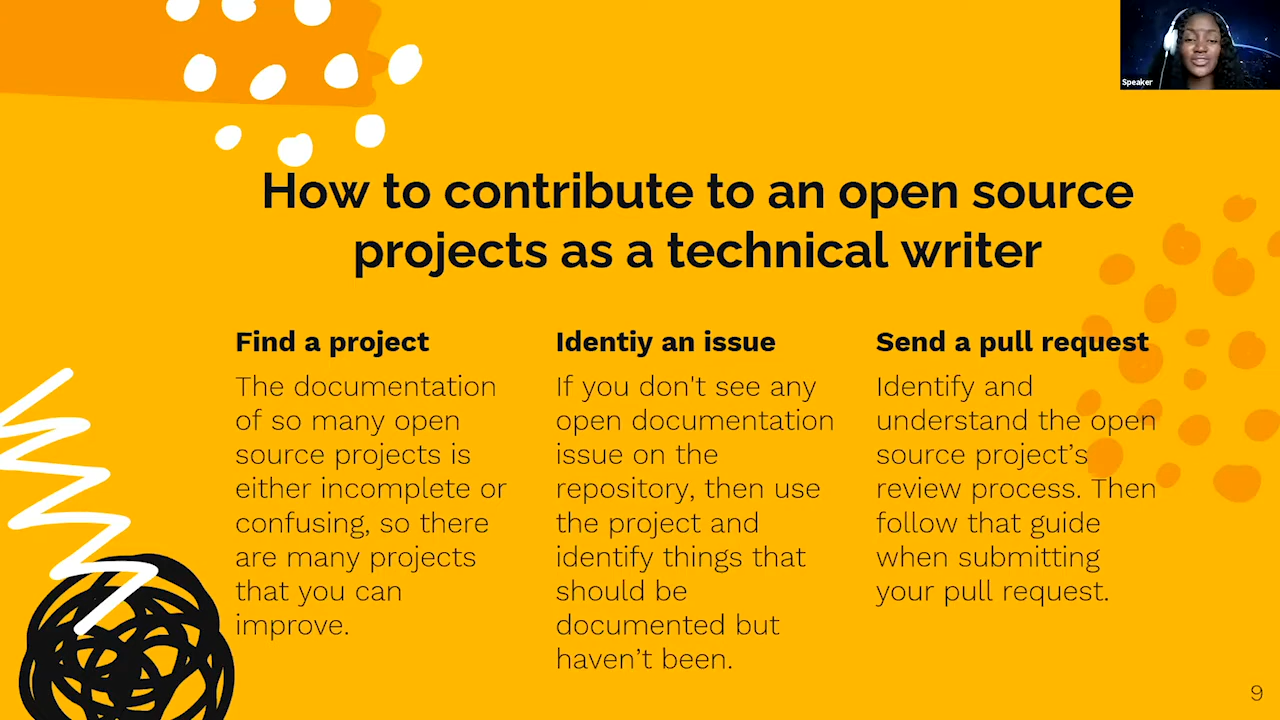 Speaker
How to contribute to an open source
projects as a technical writer
Find a project
The documentation
of so many open
source projects is
either incomplete or
confusing, so there
are many projects
that you can
improve.
Identiy an issue
If you don't see any
open documentation
issue on the
repository, then use
the project and
identify things that
should be
documented but
haven’t been.
Send a pull request
Identify and
understand the open
source project’s
review process. Then
follow that guide
when submitting
your pull request.
9